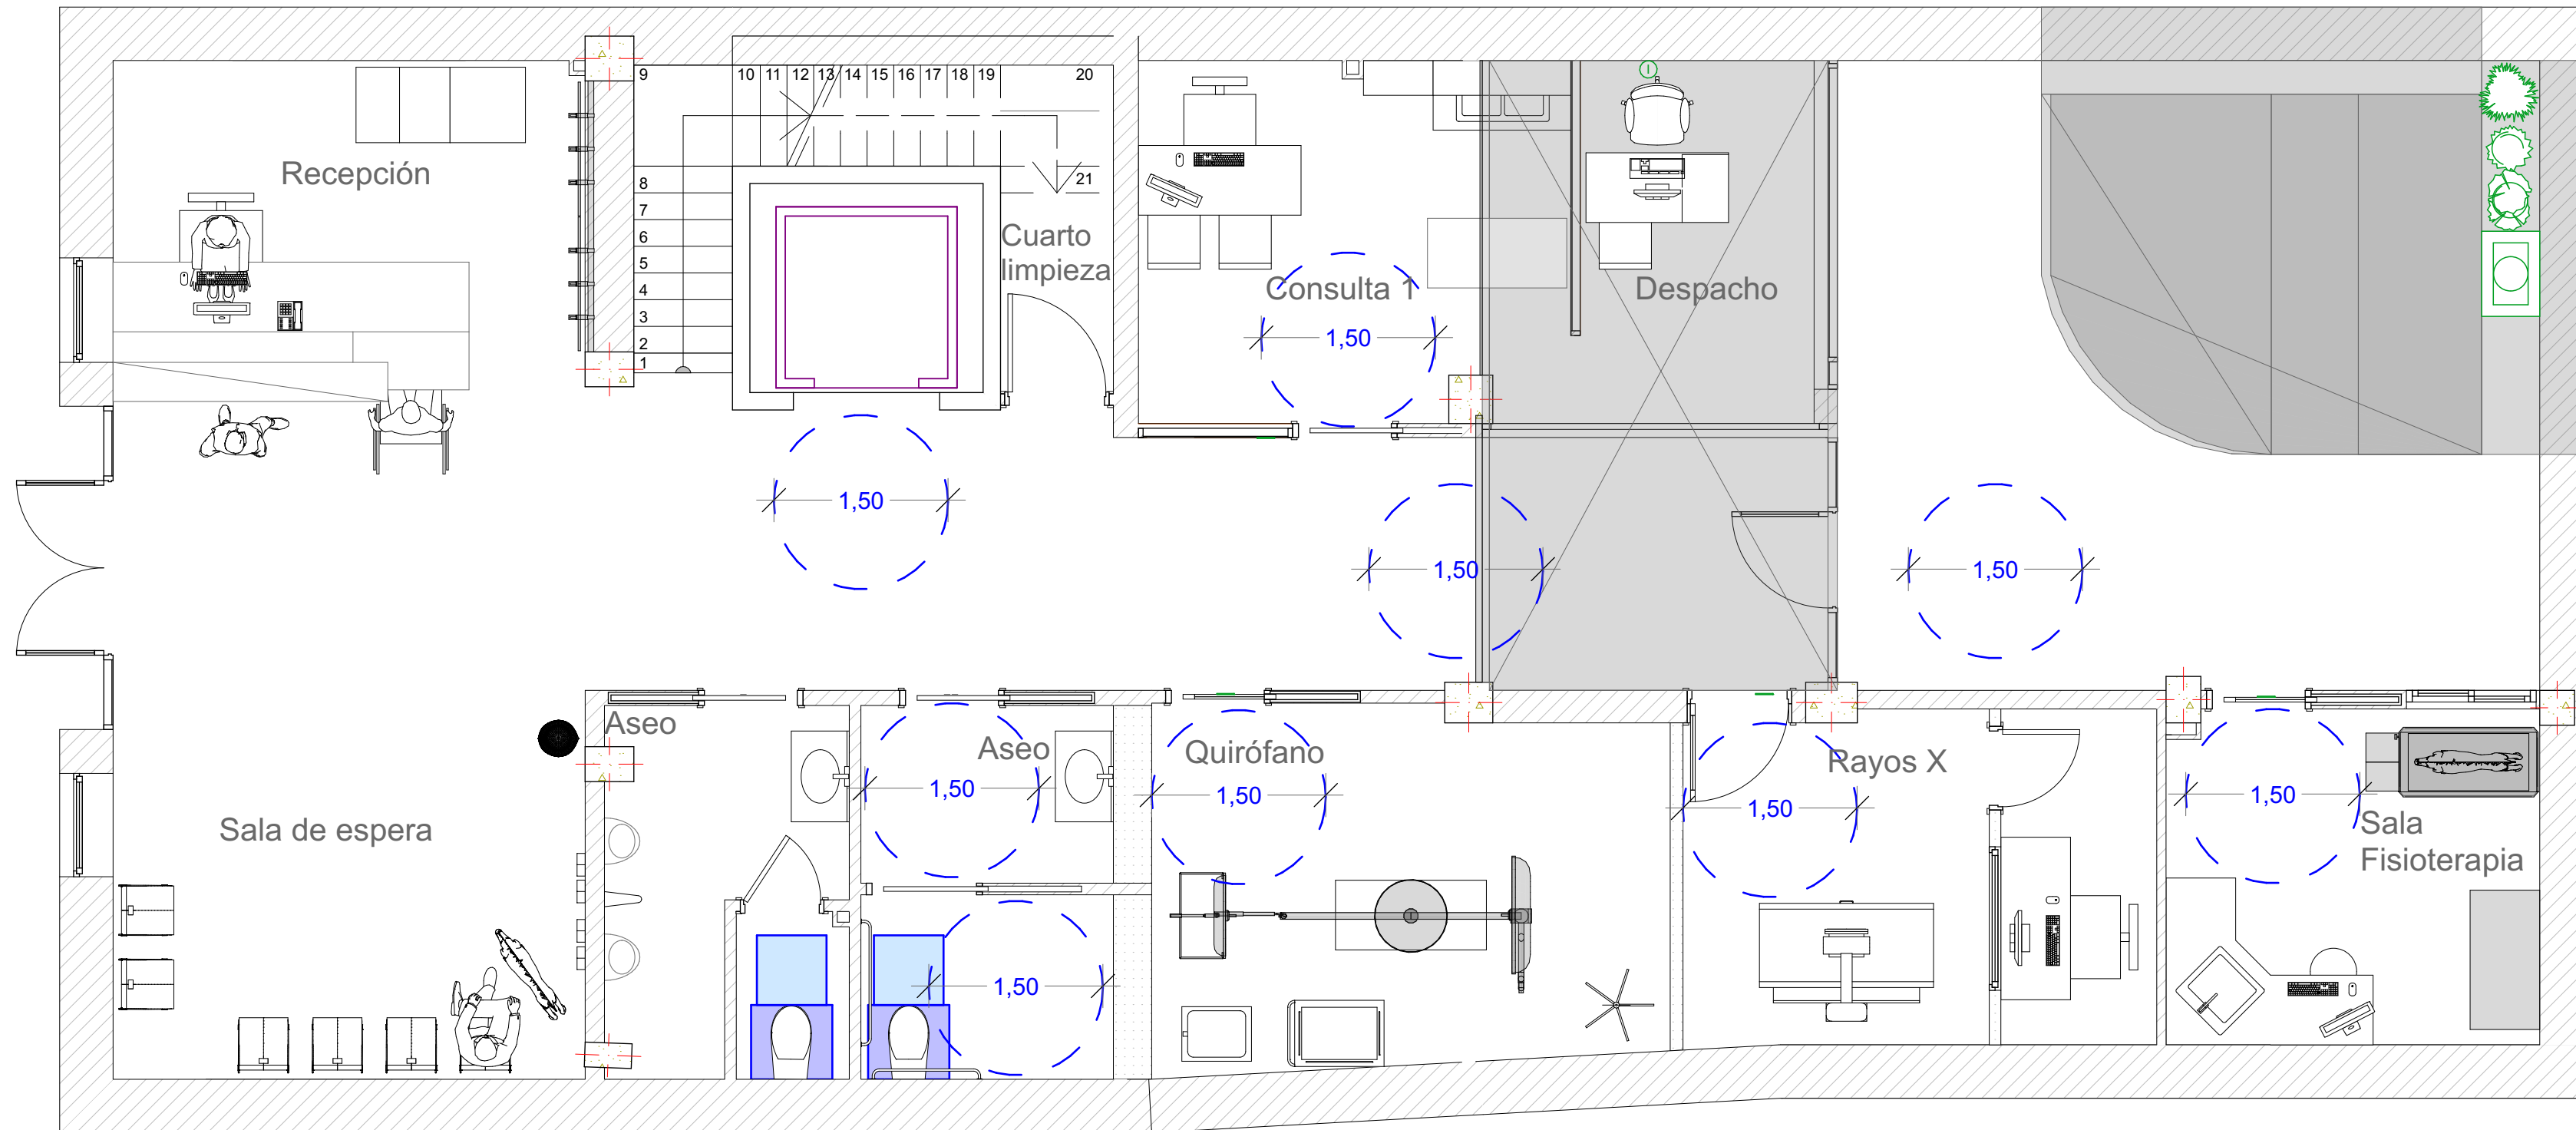 9
10
11
12
13
14
15
16
17
18
19
20
Recepción
8
21
7
6
5
4
3
2
1
Cuarto
limpieza
Consulta 1
Despacho
1,50
1,50
1,50
1,50
Aseo
Aseo
Quirófano
Rayos X
1,50
1,50
1,50
1,50
Sala de espera
Sala
Fisioterapia
1,50